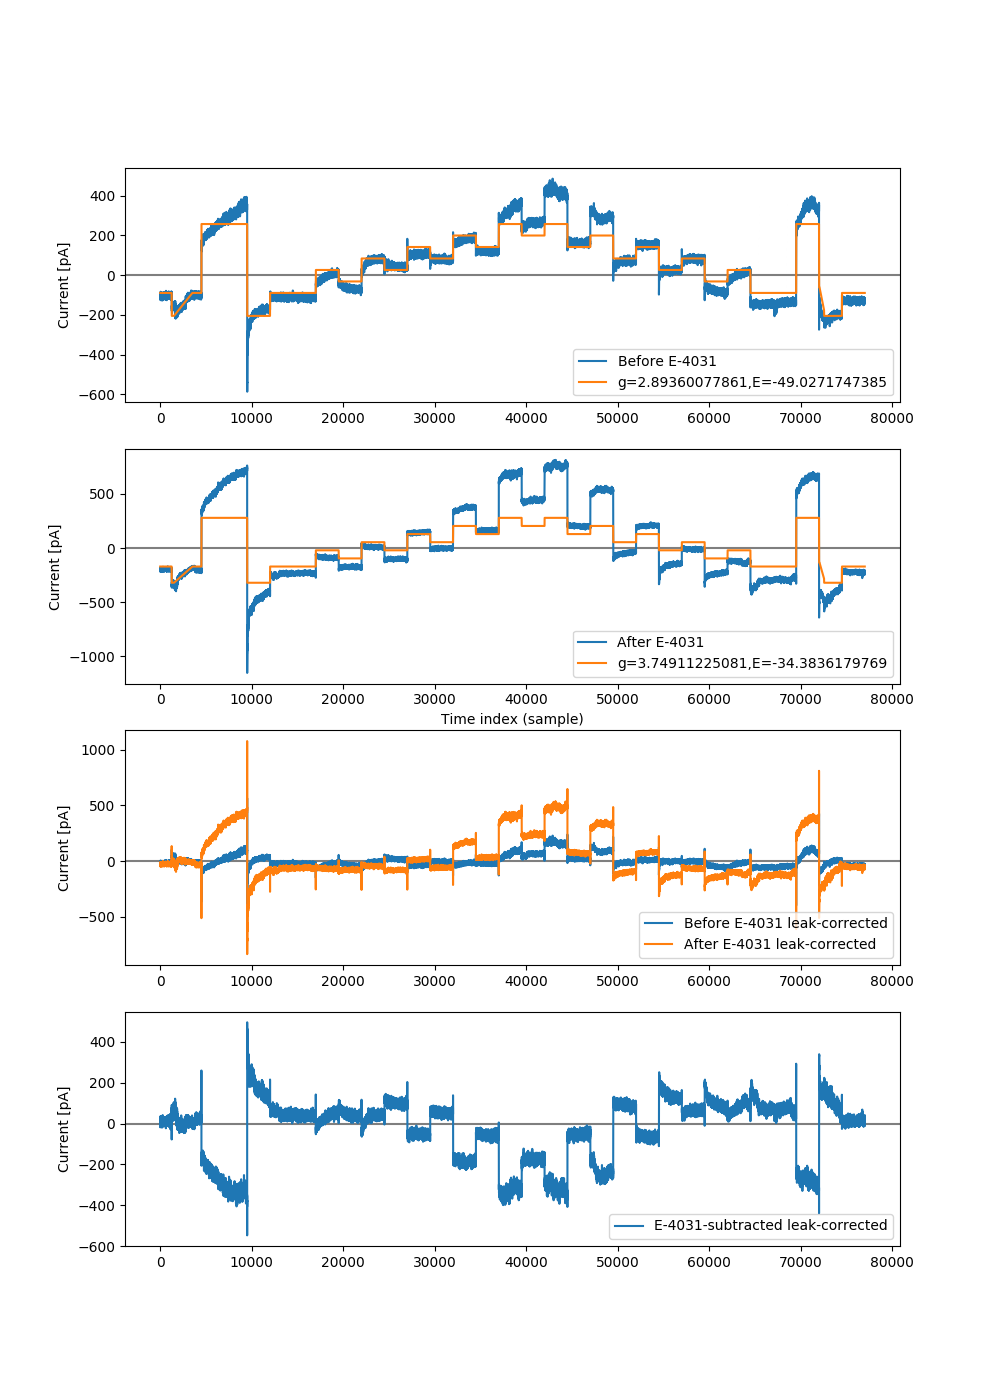 400
200
0
−200
−400
−600
Current [pA]
Before E-4031
g=2.89360077861,E=-49.0271747385
0 10000 20000 30000 40000 50000 60000 70000 80000
500
0
−500
−1000
Current [pA]
After E-4031
g=3.74911225081,E=-34.3836179769
0 10000 20000 30000 40000 50000 60000 70000 80000
Time index (sample)
1000
500
0
−500
Current [pA]
Before E-4031 leak-corrected
After E-4031 leak-corrected
0 10000 20000 30000 40000 50000 60000 70000 80000
400
200
0
−200
−400
−600
Current [pA]
E-4031-subtracted leak-corrected
0 10000 20000 30000 40000 50000 60000 70000 80000